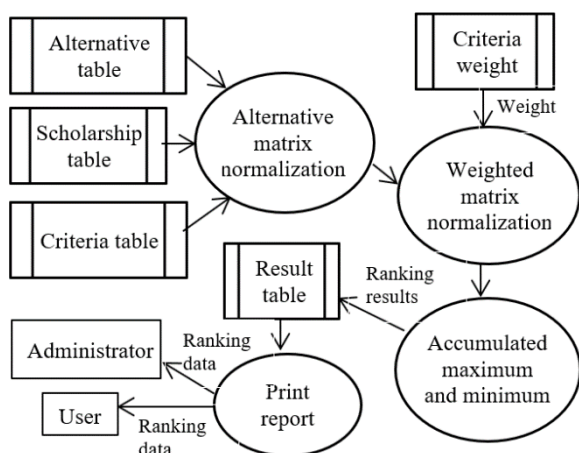 Alternative
table
Scholarship
table
Criteria table
Alternative
matrix
normalization
Criteria
weight
Weight
Weighted
matrix
normalization
Result
table
Ranking
results
Accumulated
maximum
and minimum
Administrator
Ranking
data
Print
report
User
Ranking
data